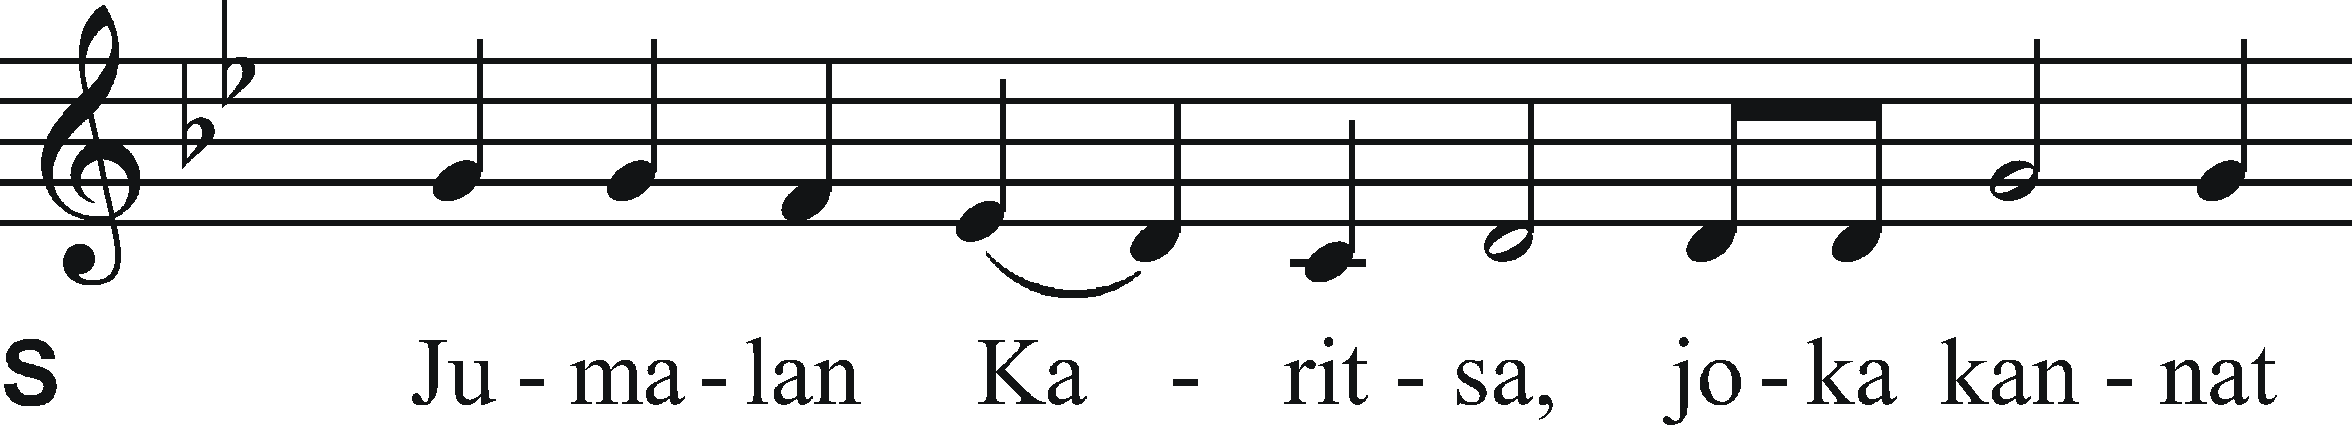 S Ju - ma - lan Ka - rit - sa, jo - ka kan - nat